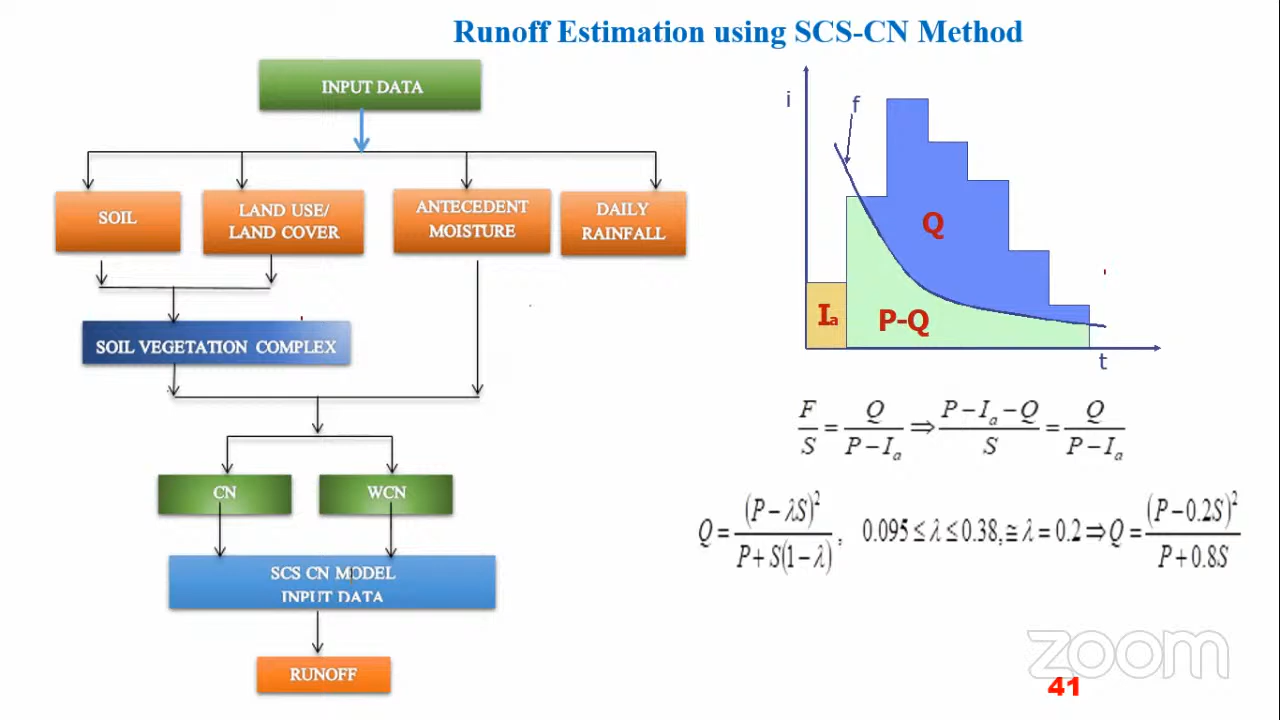 Runoff Estimation using SCS-CN Method
INPUT DATA
SOIL
LAND USE/
LAND COVER
ANTECEDENT
MOISTURE
DAILY
RAINFALL
SOIL VEGETATION COMPLEX
CN
WCN
SCS CN MODEL
INPUT DATA
RUNOFF
i
f
Q
Ia
P-Q
t
F/S = Q/(P − Ia) ⇒ (P − Ia − Q)/S = Q/(P − Ia)
Q = (P − λS)²/(P + S(1 − λ)), 0.095 ≤ λ ≤ 0.38, ≅ λ = 0.2 ⇒ Q = (P − 0.2S)²/(P + 0.8S)
zoom
41